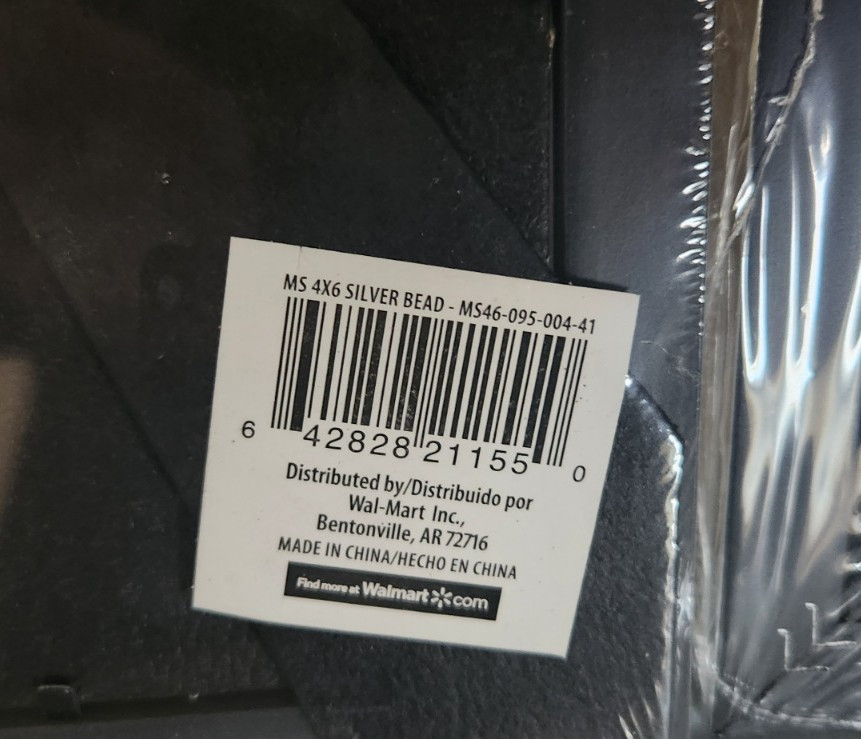 MS 4X6 SILVER BEAD - MS46-095-004-41
6 42828 21155 0
Distributed by/Distribuido por
Wal-Mart Inc.,
Bentonville, AR 72716
MADE IN CHINA/HECHO EN CHINA
Find more at Walmart.com